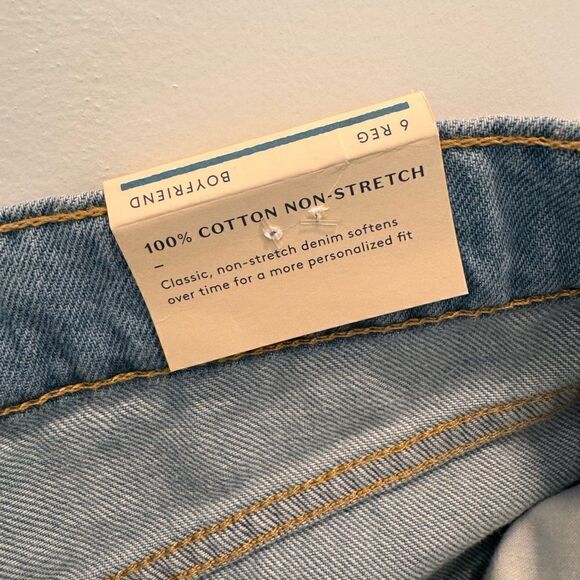 6 REG
BOYFRIEND
100% COTTON NON-STRETCH
Classic, non-stretch denim softens
over time for a more personalized fit